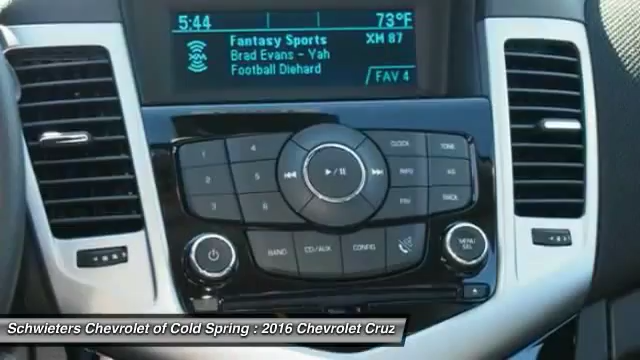 5:44 73°F
Fantasy Sports XM 87
Brad Evans - Yah
Football Diehard
FAV 4
1 4 CLOCK TONE
2 5 INFO AS
3 6 FAV BACK
BAND CD/AUX CONFIG
MENU
SEL
Schwieters Chevrolet of Cold Spring : 2016 Chevrolet Cruz